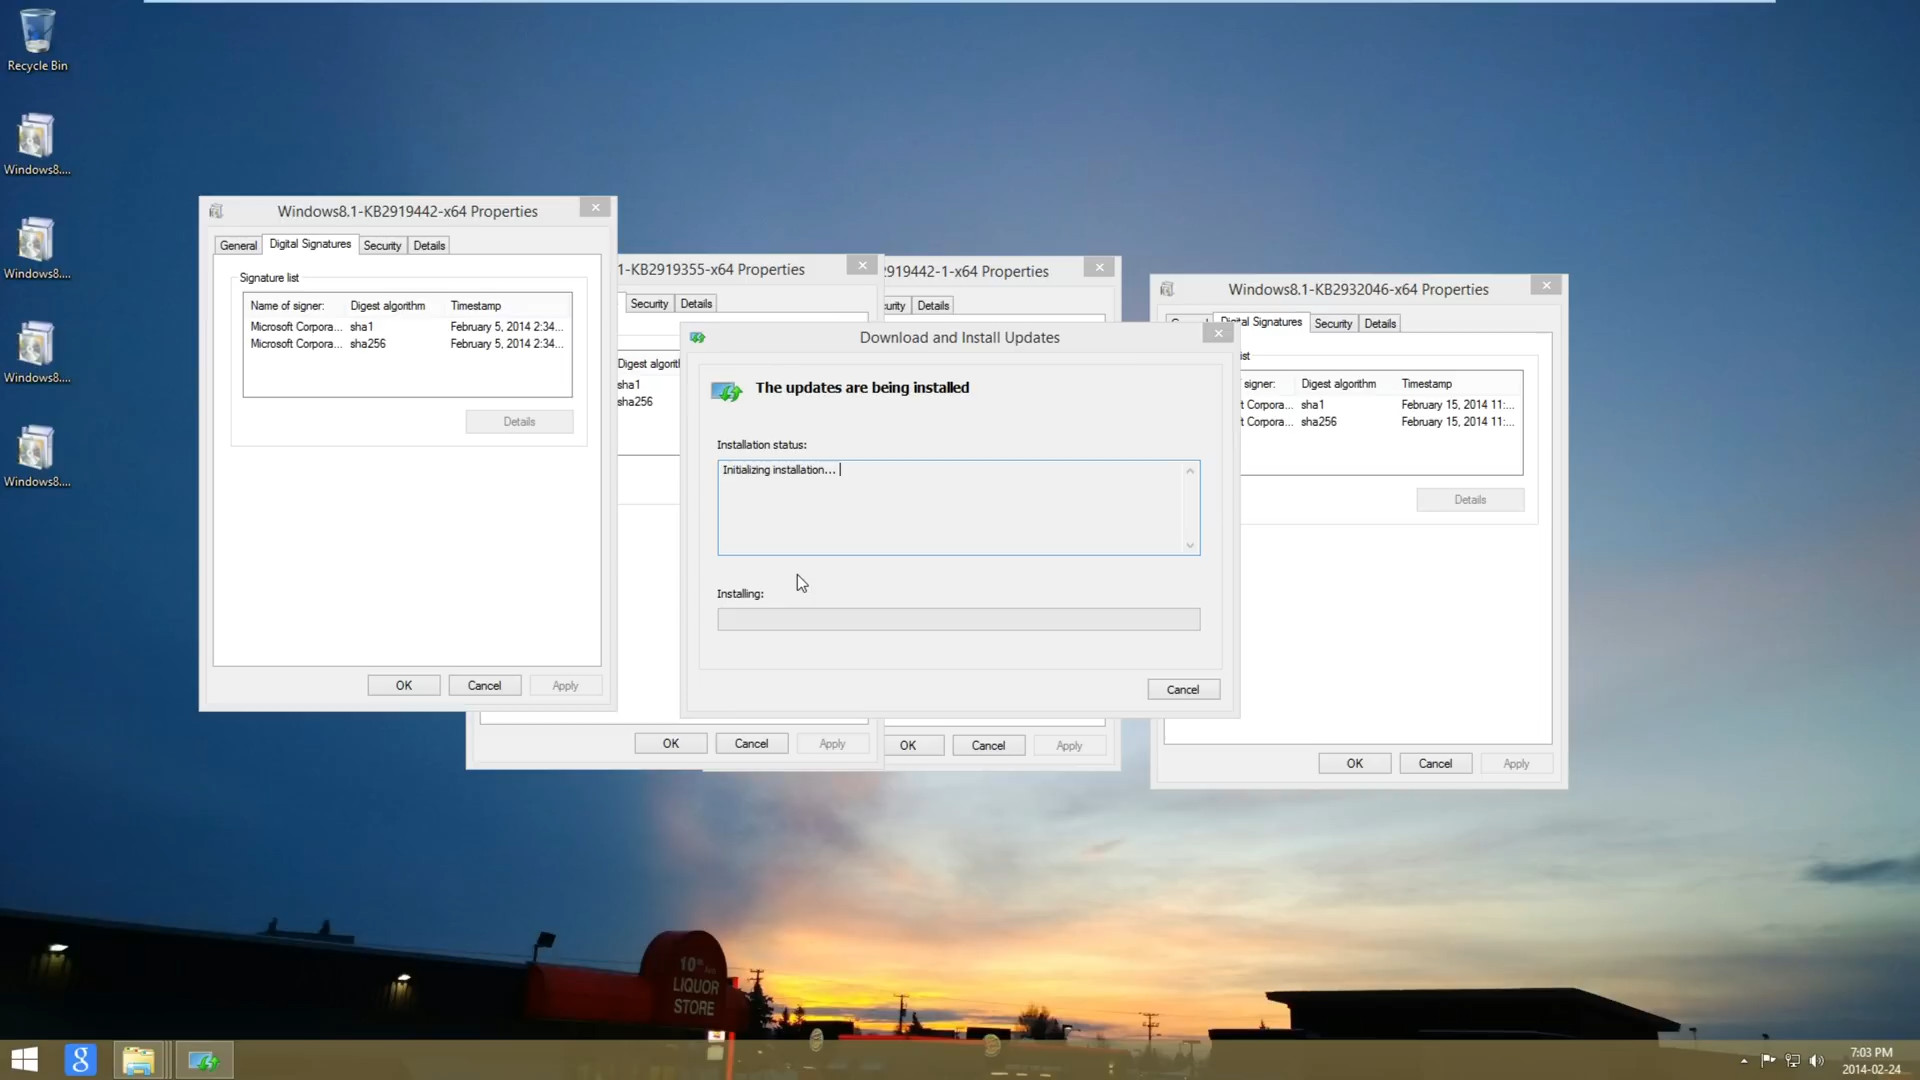 Recycle Bin
Windows8....
Windows8....
Windows8....
Windows8....
Windows8.1-KB2919442-x64 Properties
General
Digital Signatures
Security
Details
Signature list
Name of signer:
Digest algorithm
Timestamp
Microsoft Corpora...
sha1
February 5, 2014 2:34...
Microsoft Corpora...
sha256
February 5, 2014 2:34...
Details
OK
Cancel
Apply
1-KB2919355-x64 Properties
Security
Details
Digest algorith
sha1
sha256
OK
Cancel
Apply
2919442-1-x64 Properties
urity
Details
OK
Cancel
Apply
Download and Install Updates
The updates are being installed
Installation status:
Initializing installation...
Installing:
Cancel
Windows8.1-KB2932046-x64 Properties
Digital Signatures
Security
Details
ist
signer:
Digest algorithm
Timestamp
t Corpora...
sha1
February 15, 2014 11:...
t Corpora...
sha256
February 15, 2014 11:...
Details
OK
Cancel
Apply
LIQUOR
STORE
8
7:03 PM
2014-02-24